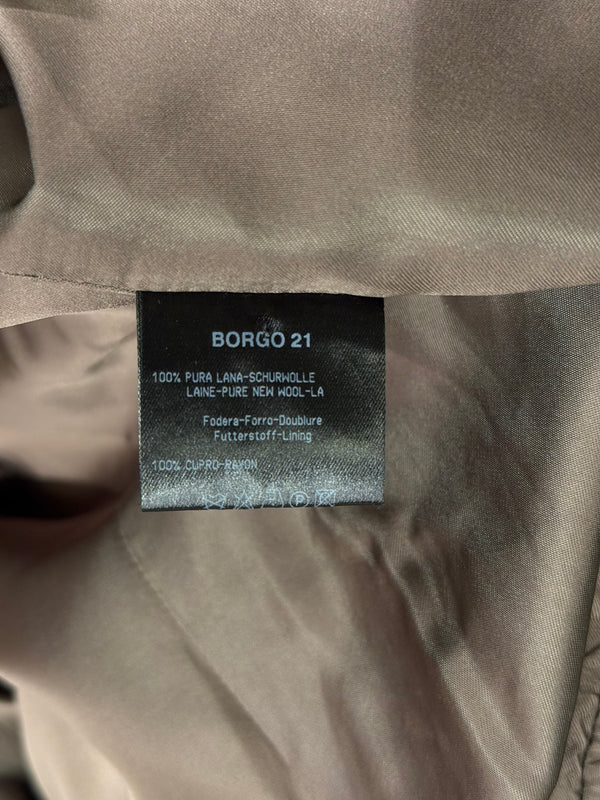 BORGO 21
100% PURA LANA-SCHURWOLLE
LAINE-PURE NEW WOOL-LA
Fodera-Forro-Doublure
Futterstoff-Lining
100% CUPRO-RAYON
P